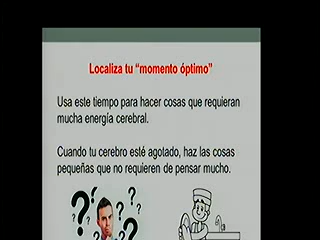 Localiza tu “momento óptimo”
Usa este tiempo para hacer cosas que requieran
mucha energía cerebral.
Cuando tu cerebro esté agotado, haz las cosas
pequeñas que no requieren de pensar mucho.